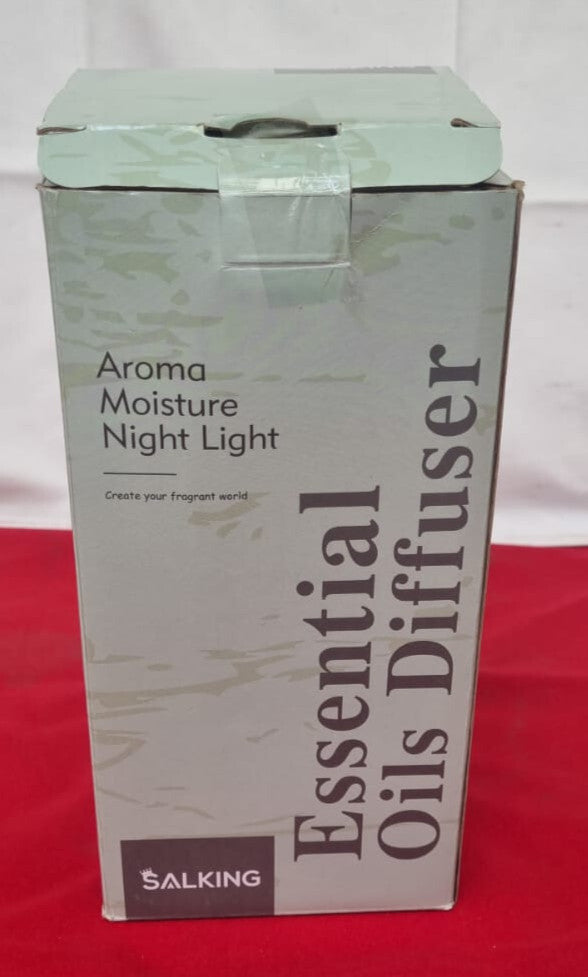 Aroma
Moisture
Night Light
Create your fragrant world
Essential
Oils Diffuser
SALKING